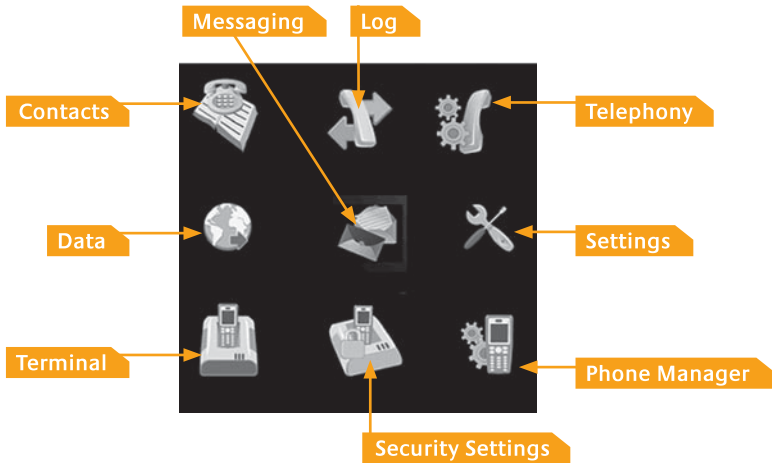 Messaging
Log
Contacts
Telephony
Data
Settings
Terminal
Phone Manager
Security Settings